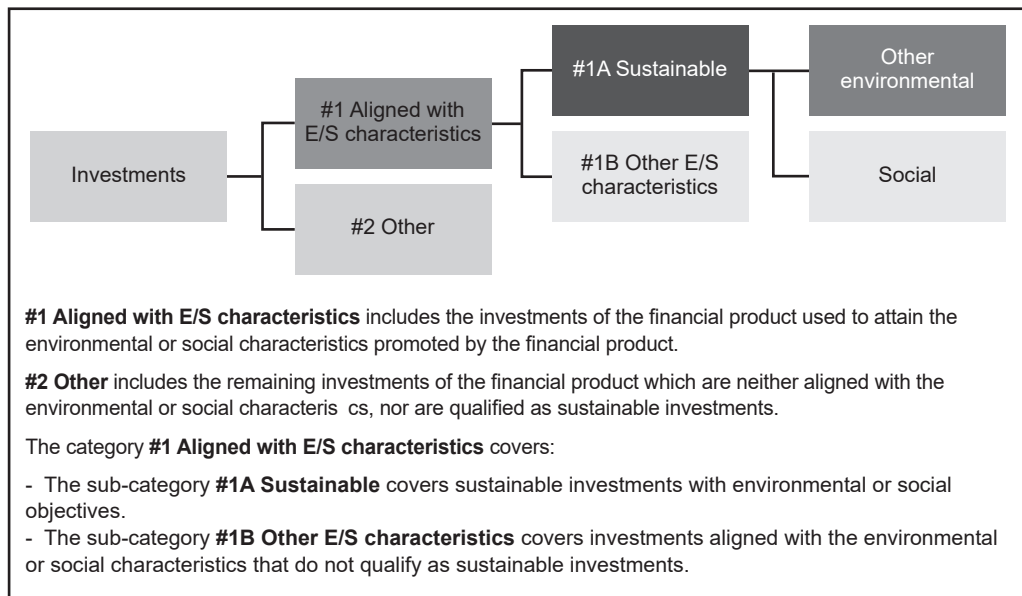 #1A Sustainable
Other
environmental
#1 Aligned with
E/S characteristics
Investments
#1B Other E/S
characteristics
Social
#2 Other
#1 Aligned with E/S characteristics includes the investments of the financial product used to attain the
environmental or social characteristics promoted by the financial product.
#2 Other includes the remaining investments of the financial product which are neither aligned with the
environmental or social characteris cs, nor are qualified as sustainable investments.
The category #1 Aligned with E/S characteristics covers:
- The sub-category #1A Sustainable covers sustainable investments with environmental or social
objectives.
- The sub-category #1B Other E/S characteristics covers investments aligned with the environmental
or social characteristics that do not qualify as sustainable investments.